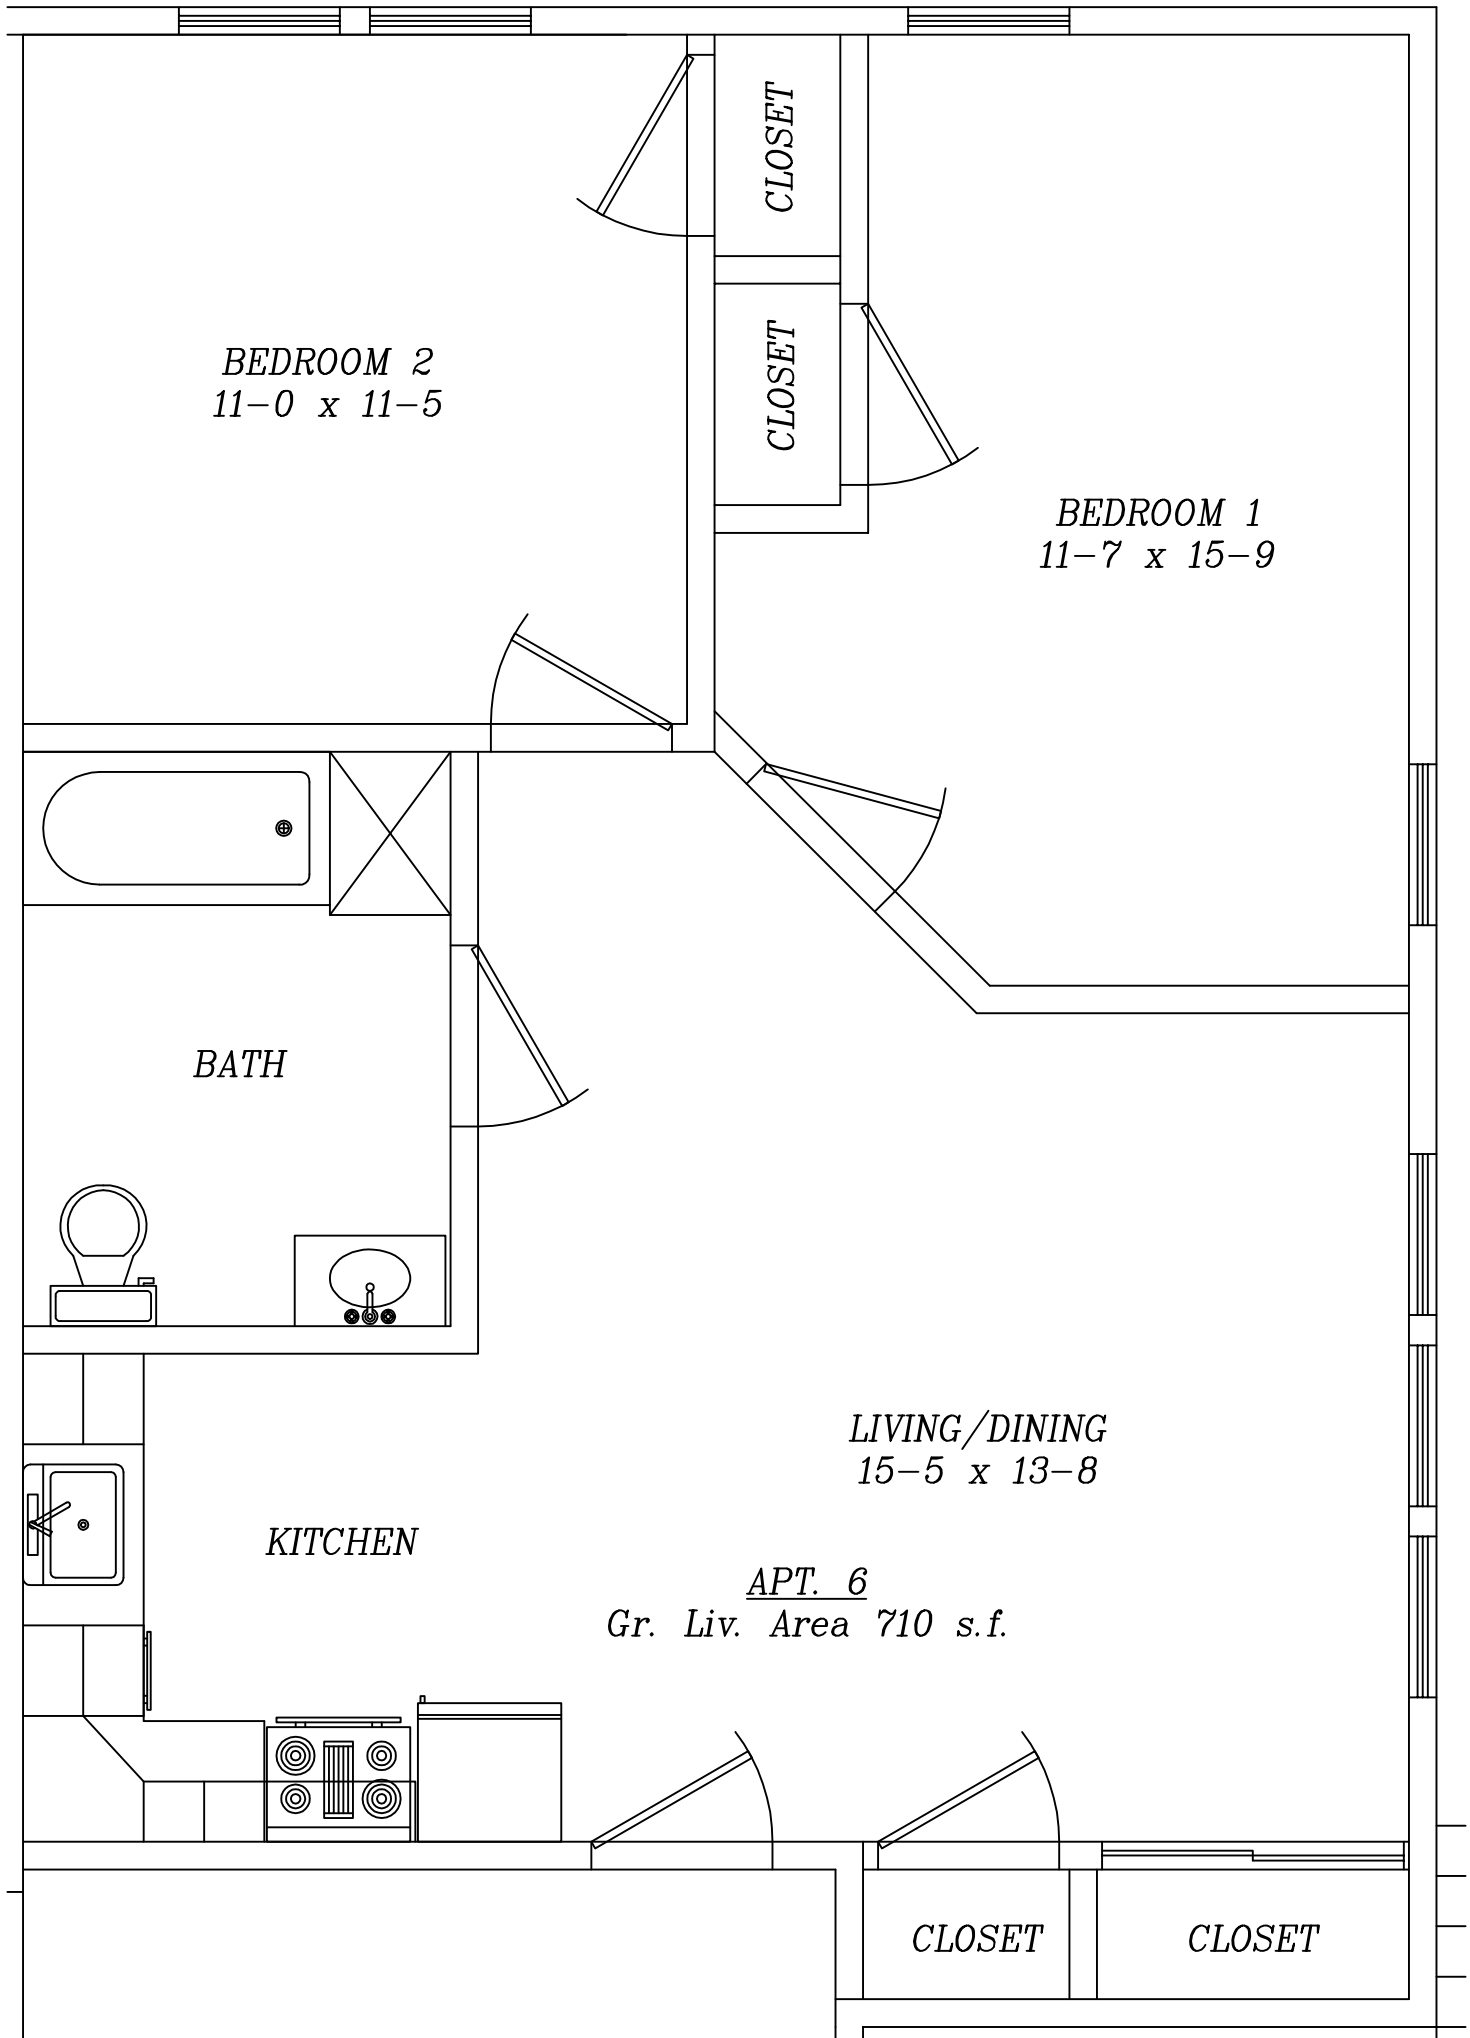 CLOSET
CLOSET
BEDROOM 2
11-0 x 11-5
BEDROOM 1
11-7 x 15-9
BATH
LIVING/DINING
15-5 x 13-8
KITCHEN
APT. 6
Gr. Liv. Area 710 s.f.
CLOSET
CLOSET